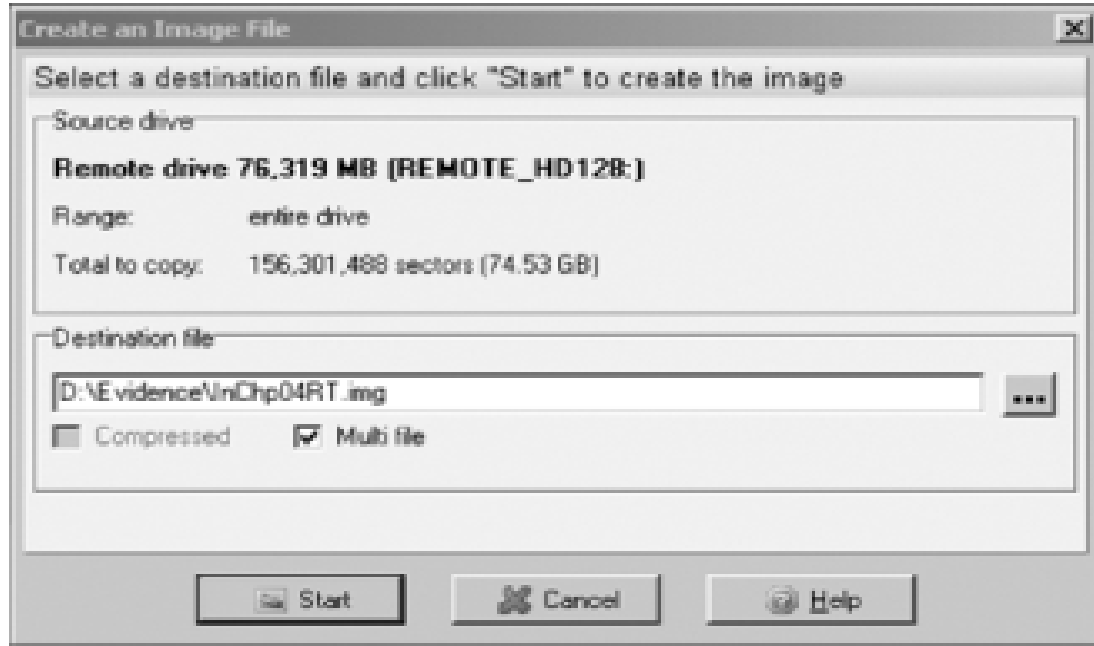 Create an Image File
Select a destination file and click "Start" to create the image
Source drive
Remote drive 76,319 MB (REMOTE_HD128:)
Range: entire drive
Total to copy: 156,301,488 sectors (74.53 GB)
Destination file
D:\Evidence\InChp04RT.img
...
Compressed Multi file
Start Cancel Help